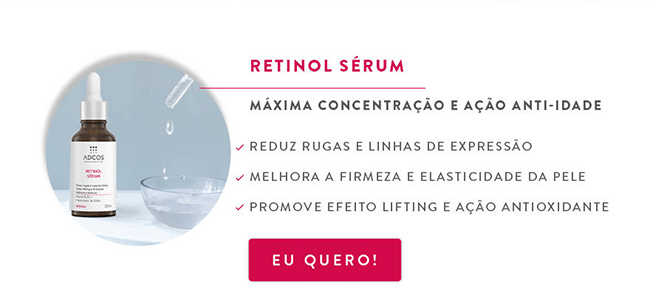 RETINOL SÉRUM
MÁXIMA CONCENTRAÇÃO E AÇÃO ANTI-IDADE
REDUZ RUGAS E LINHAS DE EXPRESSÃO
MELHORA A FIRMEZA E ELASTICIDADE DA PELE
PROMOVE EFEITO LIFTING E AÇÃO ANTIOXIDANTE
EU QUERO!
ADCOS
RETINOL
SÉRUM